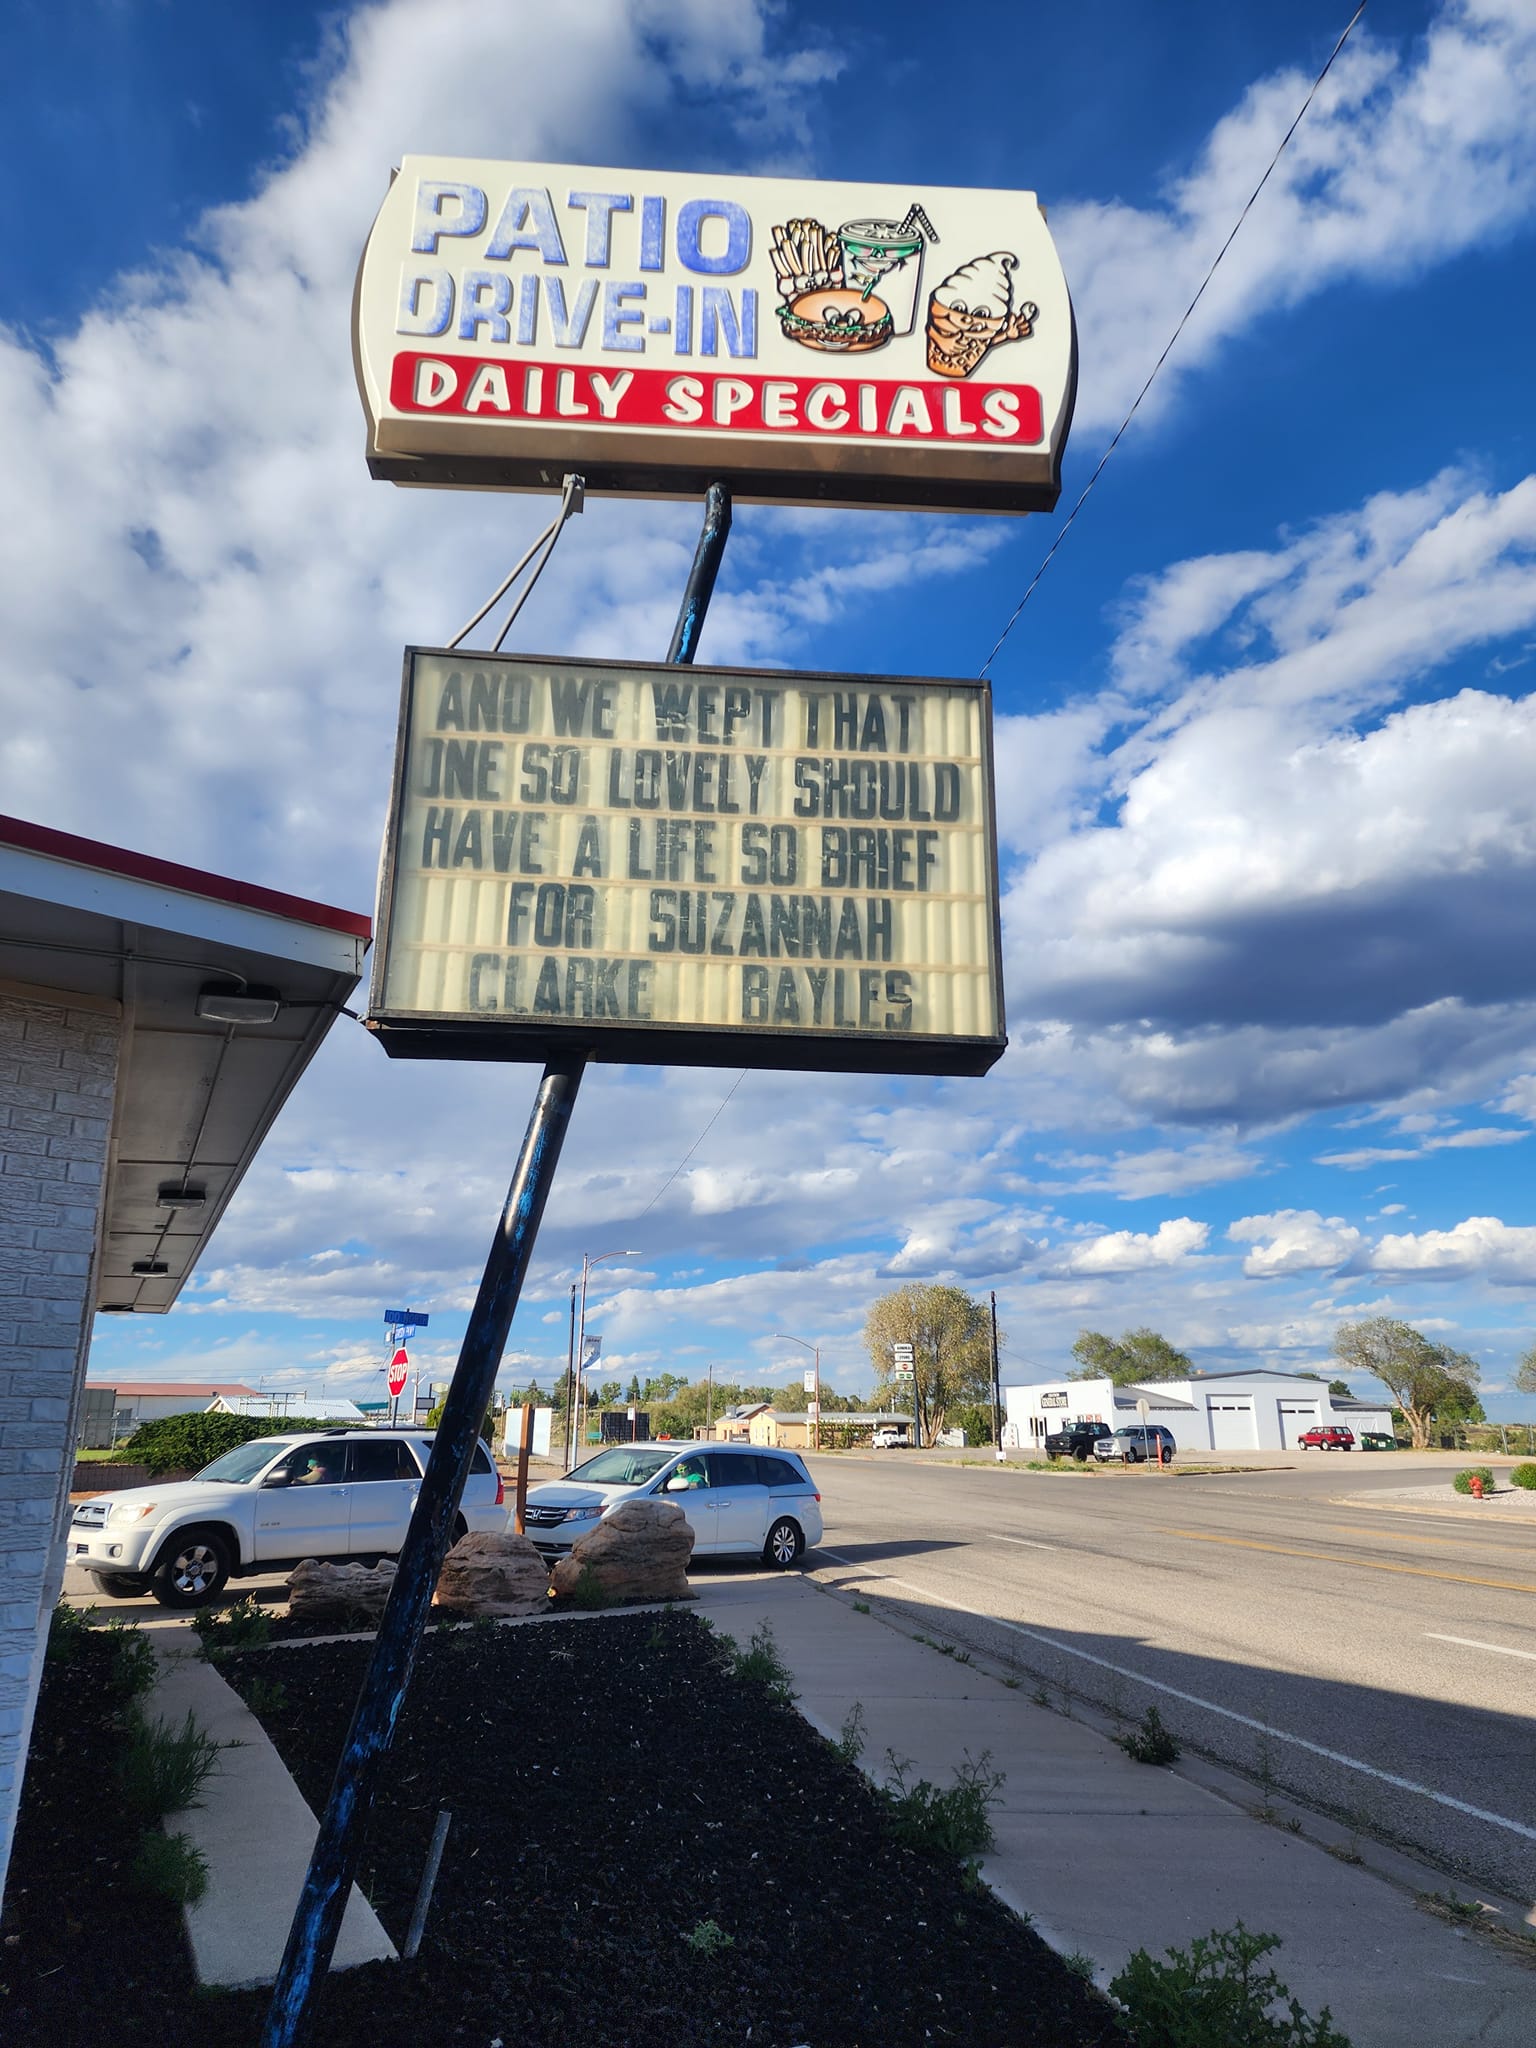 PATIO
DRIVE-IN
DAILY SPECIALS
AND WE WEPT THAT
ONE SO LOVELY SHOULD
HAVE A LIFE SO BRIEF
FOR SUZANNAH
CLARKE BAYLES
STOP